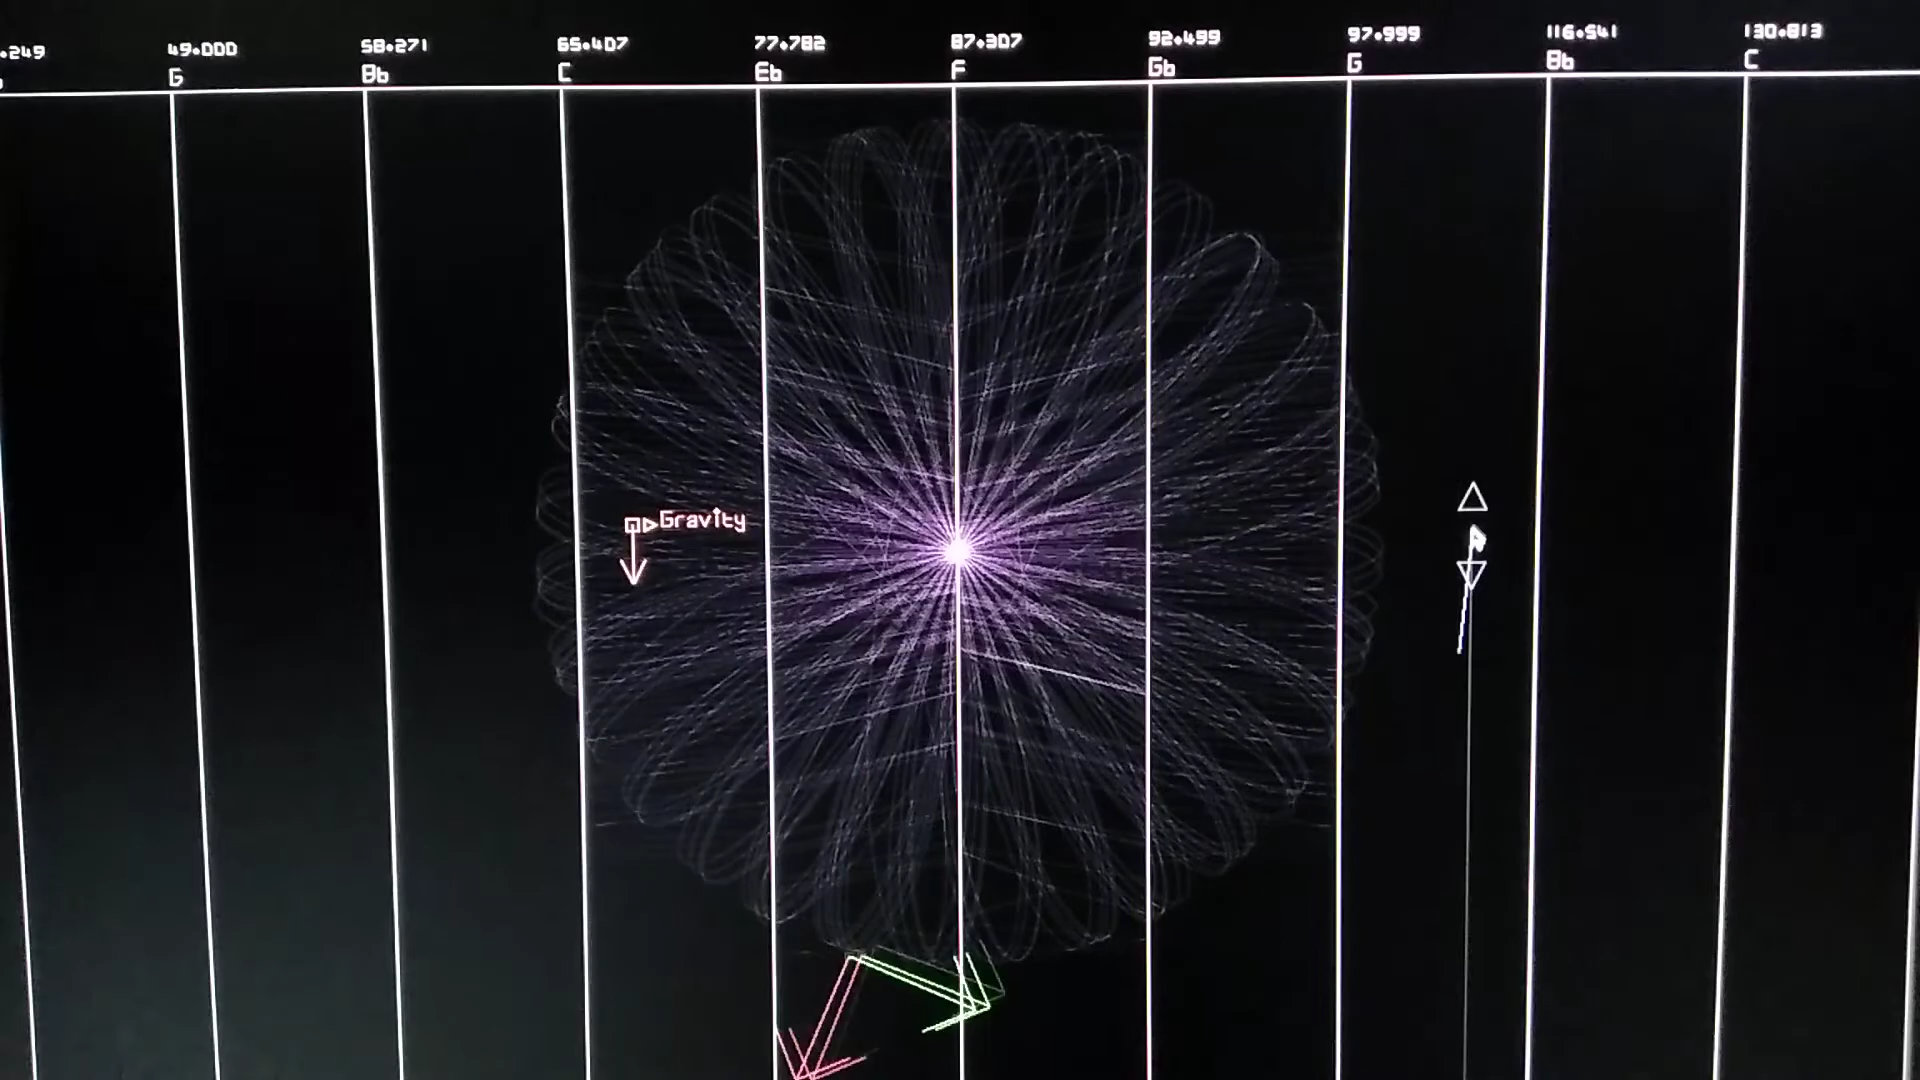 .249 49.000 58.271 65.407 77.782 87.307 92.499 97.999 116.541 130.813
G Bb C Eb F Gb G Bb C
Gravity